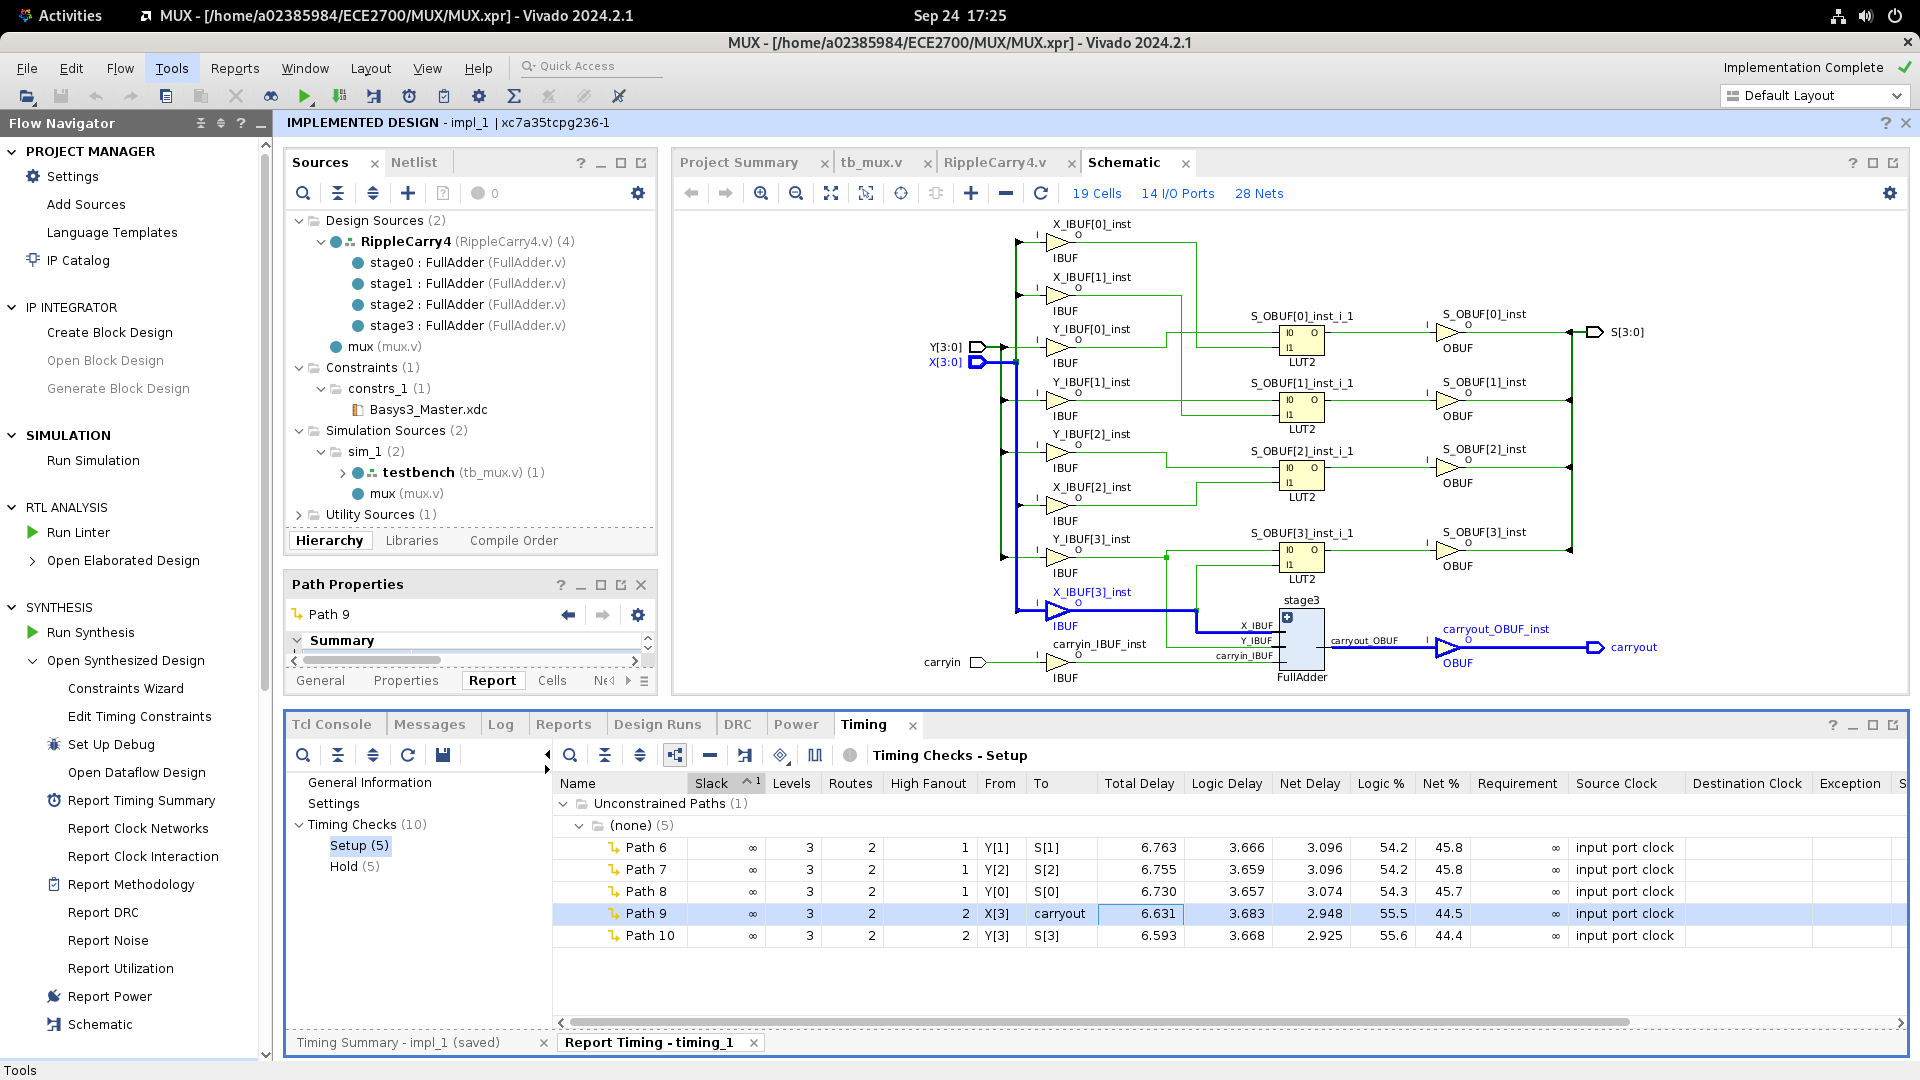 Activities
MUX - [/home/a02385984/ECE2700/MUX/MUX.xpr] - Vivado 2024.2.1
Sep 24 17:25
MUX - [/home/a02385984/ECE2700/MUX/MUX.xpr] - Vivado 2024.2.1
File Edit Flow Tools Reports Window Layout View Help
Quick Access
Implementation Complete
Default Layout
Flow Navigator
IMPLEMENTED DESIGN - impl_1 | xc7a35tcpg236-1
PROJECT MANAGER
Settings
Add Sources
Language Templates
IP Catalog
IP INTEGRATOR
Create Block Design
Open Block Design
Generate Block Design
SIMULATION
Run Simulation
RTL ANALYSIS
Run Linter
Open Elaborated Design
SYNTHESIS
Run Synthesis
Open Synthesized Design
Constraints Wizard
Edit Timing Constraints
Set Up Debug
Open Dataflow Design
Report Timing Summary
Report Clock Networks
Report Clock Interaction
Report Methodology
Report DRC
Report Noise
Report Utilization
Report Power
Schematic
Tools
Sources Netlist
0
Design Sources (2)
RippleCarry4 (RippleCarry4.v) (4)
stage0 : FullAdder (FullAdder.v)
stage1 : FullAdder (FullAdder.v)
stage2 : FullAdder (FullAdder.v)
stage3 : FullAdder (FullAdder.v)
mux (mux.v)
Constraints (1)
constrs_1 (1)
Basys3_Master.xdc
Simulation Sources (2)
sim_1 (2)
testbench (tb_mux.v) (1)
mux (mux.v)
Utility Sources (1)
Hierarchy Libraries Compile Order
Path Properties
Path 9
Summary
General Properties Report Cells
Project Summary tb_mux.v RippleCarry4.v Schematic
19 Cells 14 I/O Ports 28 Nets
X_IBUF[0]_inst
I O
IBUF
X_IBUF[1]_inst
I O
IBUF
Y_IBUF[0]_inst
I O
IBUF
Y_IBUF[1]_inst
I O
IBUF
Y_IBUF[2]_inst
I O
IBUF
X_IBUF[2]_inst
I O
IBUF
Y_IBUF[3]_inst
I O
IBUF
X_IBUF[3]_inst
I O
IBUF
carryin_IBUF_inst
I O
IBUF
Y[3:0]
X[3:0]
carryin
S_OBUF[0]_inst_i_1
I0 O
I1
LUT2
S_OBUF[1]_inst_i_1
I0 O
I1
LUT2
S_OBUF[2]_inst_i_1
I0 O
I1
LUT2
S_OBUF[3]_inst_i_1
I0 O
I1
LUT2
stage3
X_IBUF
Y_IBUF
carryin_IBUF
carryout_OBUF
FullAdder
S_OBUF[0]_inst
I O
OBUF
S_OBUF[1]_inst
I O
OBUF
S_OBUF[2]_inst
I O
OBUF
S_OBUF[3]_inst
I O
OBUF
carryout_OBUF_inst
I O
OBUF
S[3:0]
carryout
Tcl Console Messages Log Reports Design Runs DRC Power Timing
Timing Checks - Setup
General Information
Settings
Timing Checks (10)
Setup (5)
Hold (5)
Name Slack 1 Levels Routes High Fanout From To Total Delay Logic Delay Net Delay Logic % Net % Requirement Source Clock Destination Clock Exception S
Unconstrained Paths (1)
(none) (5)
Path 6 ∞ 3 2 1 Y[1] S[1] 6.763 3.666 3.096 54.2 45.8 ∞ input port clock
Path 7 ∞ 3 2 1 Y[2] S[2] 6.755 3.659 3.096 54.2 45.8 ∞ input port clock
Path 8 ∞ 3 2 1 Y[0] S[0] 6.730 3.657 3.074 54.3 45.7 ∞ input port clock
Path 9 ∞ 3 2 2 X[3] carryout 6.631 3.683 2.948 55.5 44.5 ∞ input port clock
Path 10 ∞ 3 2 2 Y[3] S[3] 6.593 3.668 2.925 55.6 44.4 ∞ input port clock
Timing Summary - impl_1 (saved)
Report Timing - timing_1